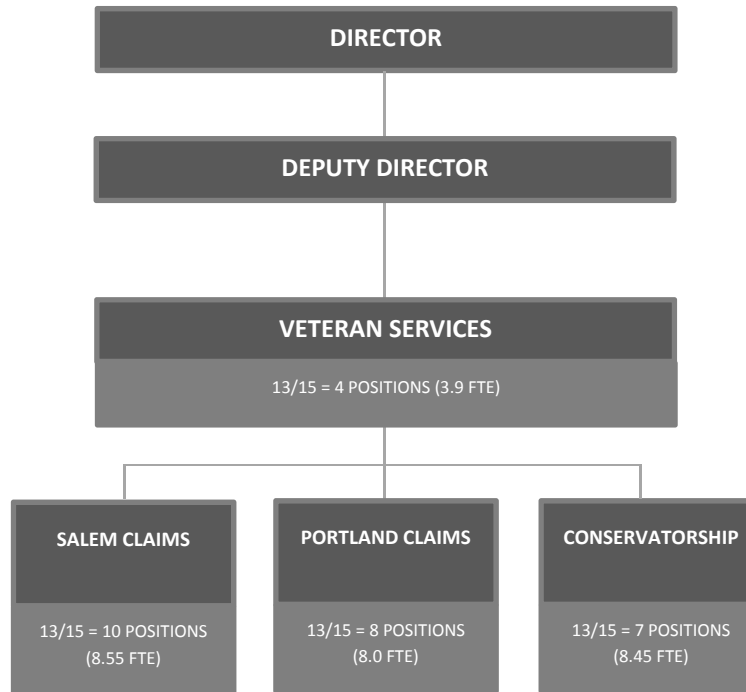 DIRECTOR
DEPUTY DIRECTOR
VETERAN SERVICES
13/15 = 4 POSITIONS (3.9 FTE)
SALEM CLAIMS
13/15 = 10 POSITIONS
(8.55 FTE)
PORTLAND CLAIMS
13/15 = 8 POSITIONS
(8.0 FTE)
CONSERVATORSHIP
13/15 = 7 POSITIONS
(8.45 FTE)